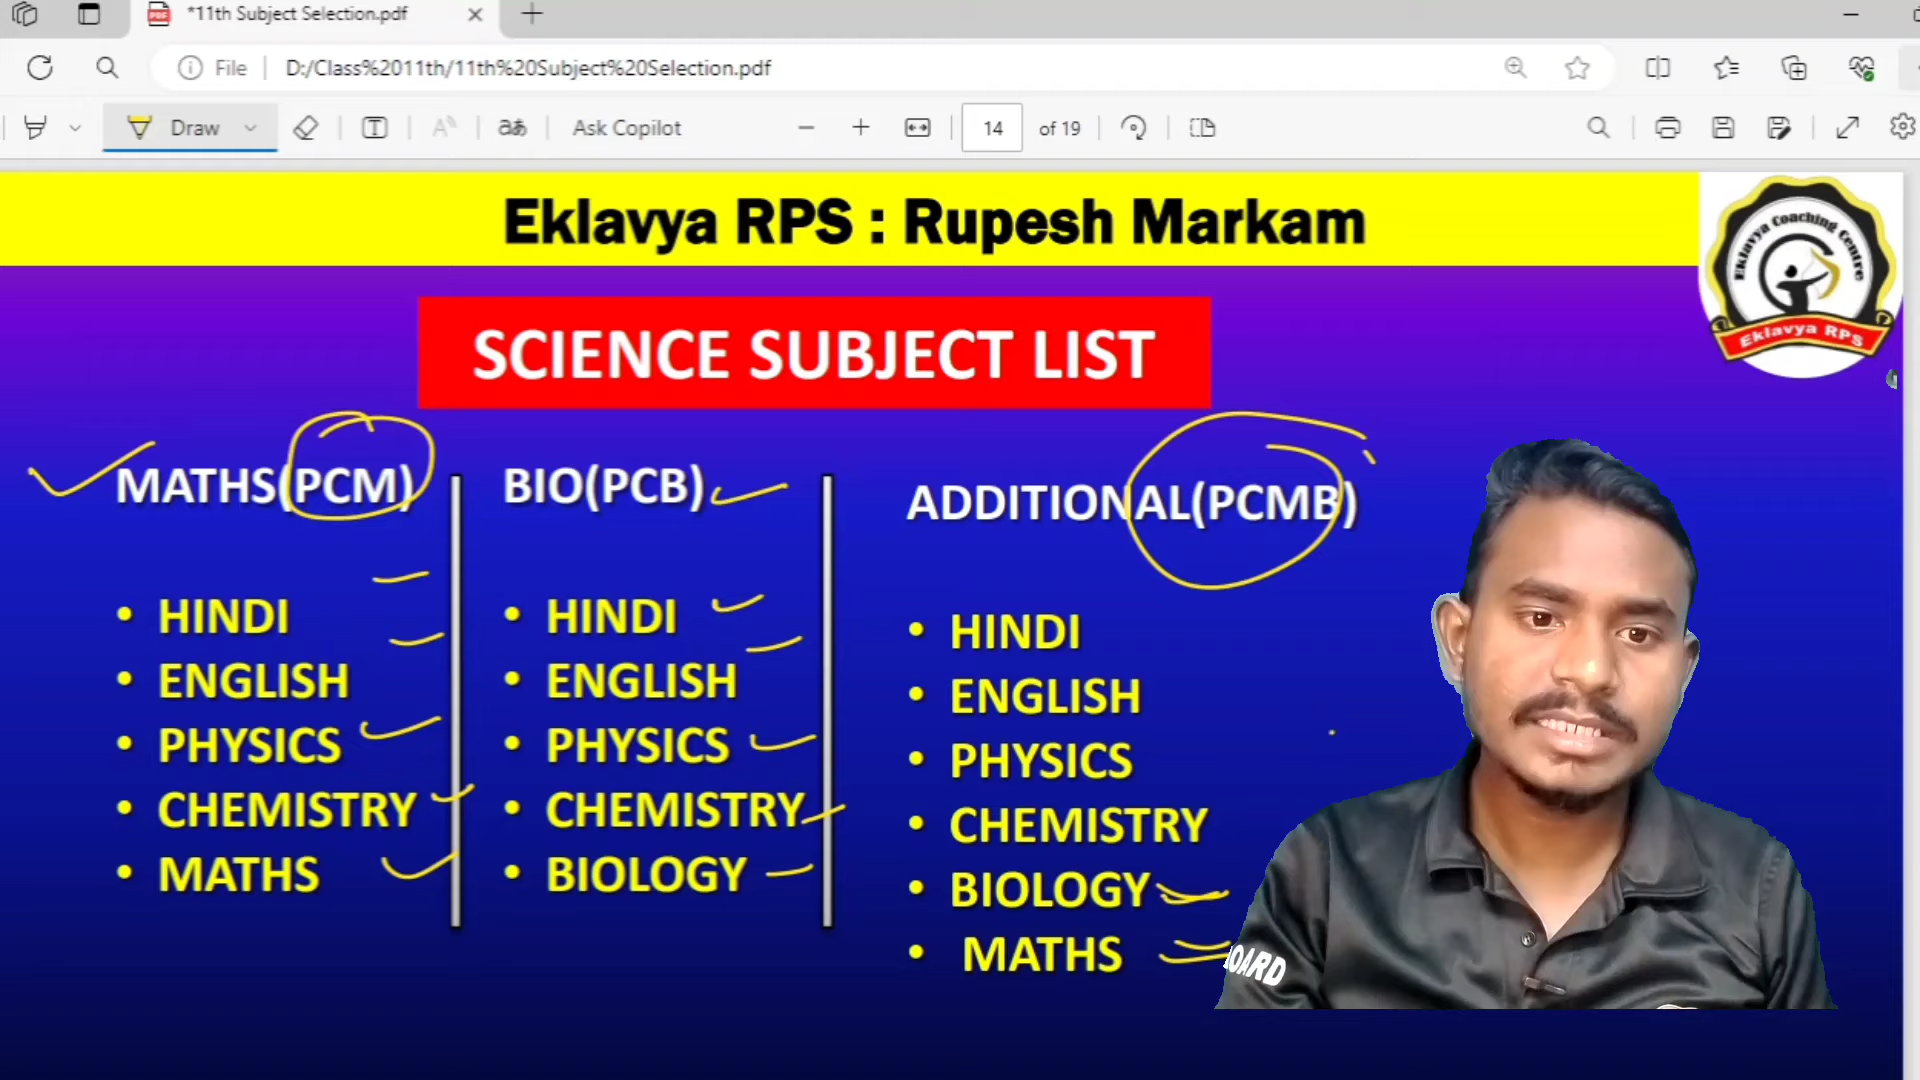 *11th Subject Selection.pdf
File
D:/Class%2011th/11th%20Subject%20Selection.pdf
Draw
Ask Copilot
14 of 19
Eklavya RPS : Rupesh Markam
Eklavya Coaching Centre
Eklavya RPS
SCIENCE SUBJECT LIST
MATHS(PCM)
• HINDI
• ENGLISH
• PHYSICS
• CHEMISTRY
• MATHS
BIO(PCB)
• HINDI
• ENGLISH
• PHYSICS
• CHEMISTRY
• BIOLOGY
ADDITIONAL(PCMB)
• HINDI
• ENGLISH
• PHYSICS
• CHEMISTRY
• BIOLOGY
• MATHS
OARD